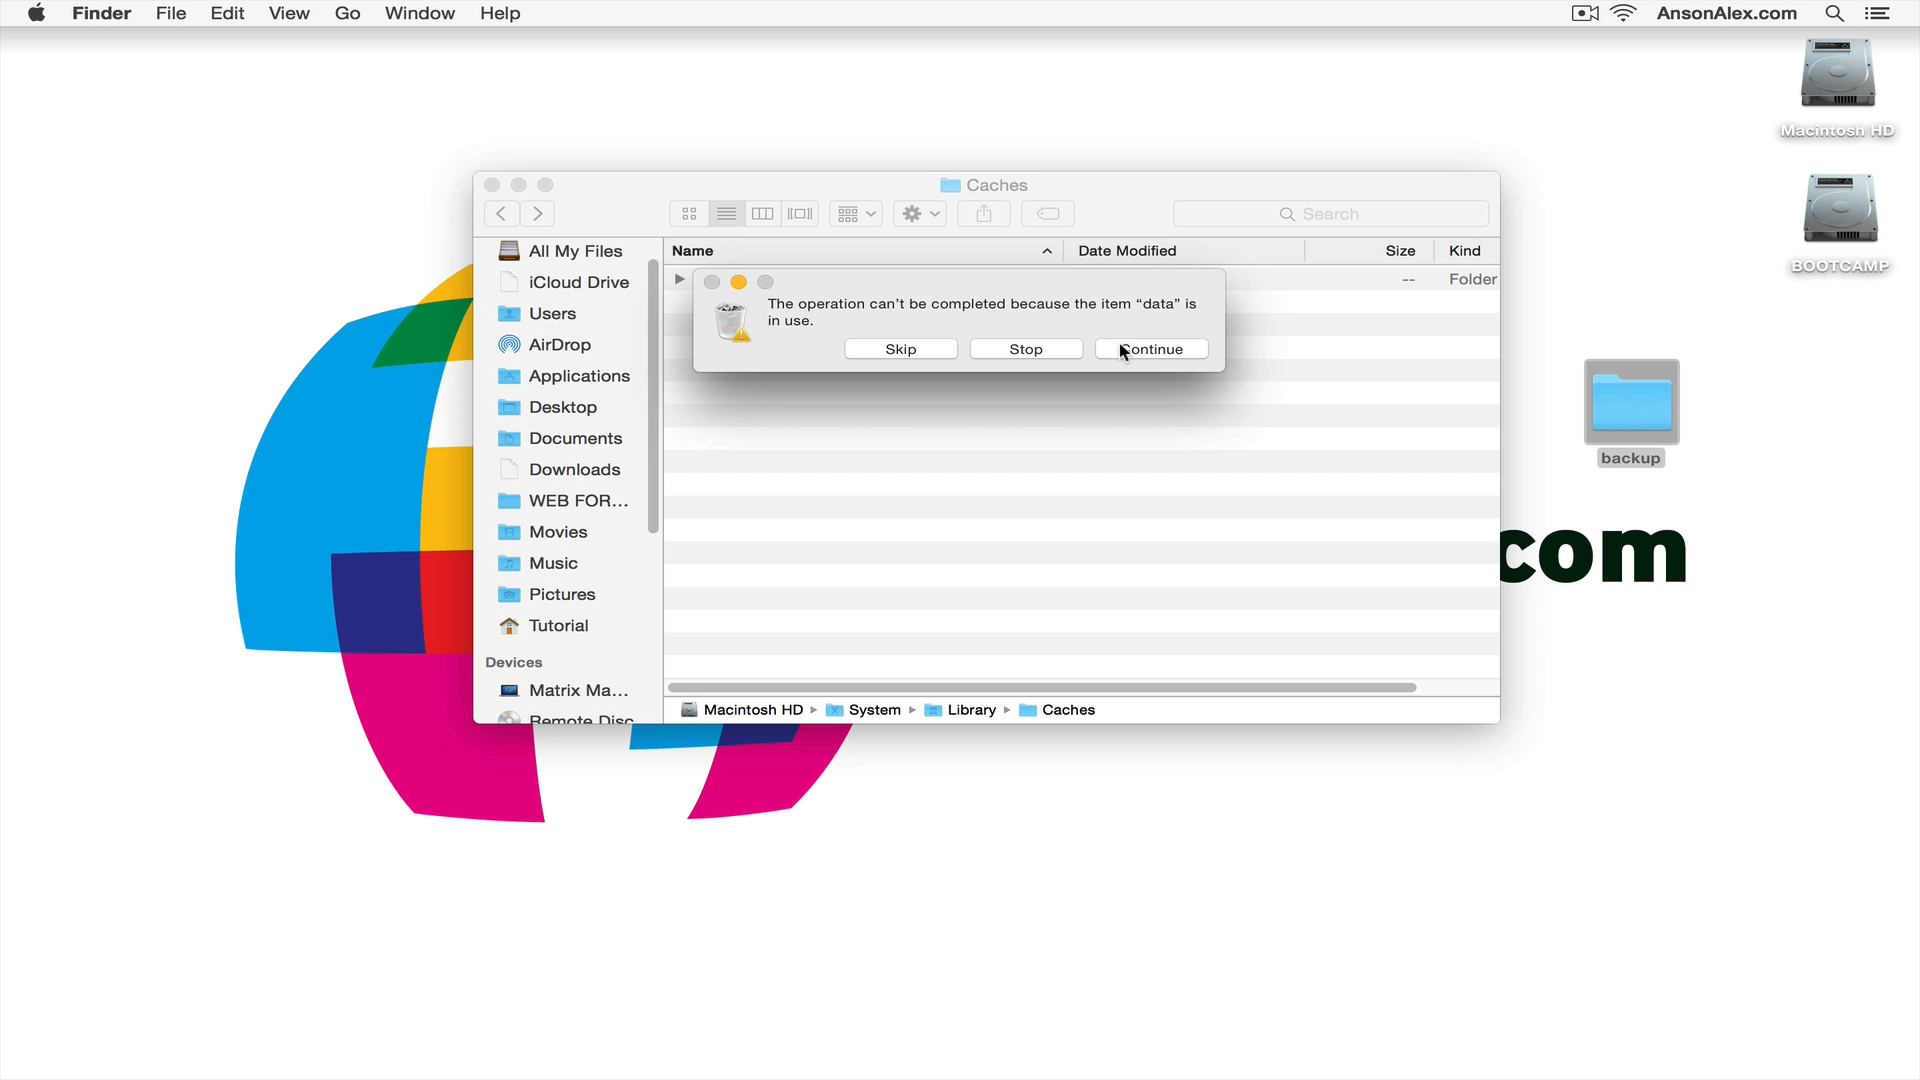 Finder File Edit View Go Window Help AnsonAlex.com
Macintosh HD
BOOTCAMP
backup
.com
Caches
Search
Name Date Modified Size Kind
-- Folder
The operation can’t be completed because the item “data” is
in use.
Skip Stop Continue
All My Files
iCloud Drive
Users
AirDrop
Applications
Desktop
Documents
Downloads
WEB FOR...
Movies
Music
Pictures
Tutorial
Devices
Matrix Ma...
Remote Disc
Macintosh HD System Library Caches